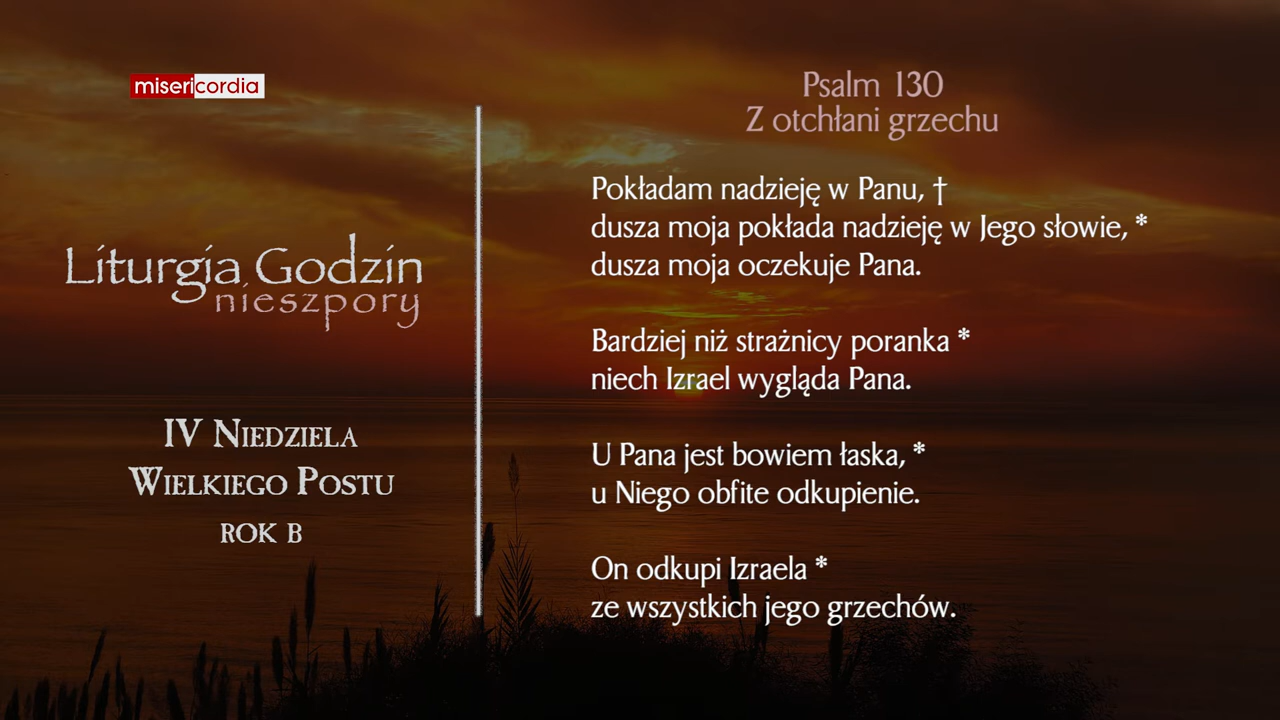 misericordia
Liturgia Godzin
nieszpory
IV Niedziela
Wielkiego Postu
rok B
Psalm 130
Z otchłani grzechu
Pokładam nadzieję w Panu, †
dusza moja pokłada nadzieję w Jego słowie, *
dusza moja oczekuje Pana.
Bardziej niż strażnicy poranka *
niech Izrael wygląda Pana.
U Pana jest bowiem łaska, *
u Niego obfite odkupienie.
On odkupi Izraela *
ze wszystkich jego grzechów.